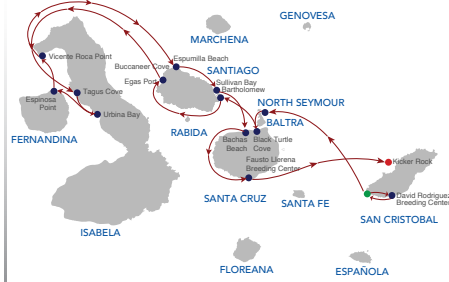 GENOVESA
MARCHENA
Vicente Roca Point
Espumilla Beach
Buccaneer Cove
SANTIAGO
Egas Port
Sullivan Bay
Bartholomew
Tagus Cove
Espinosa
Point
NORTH SEYMOUR
Urbina Bay
BALTRA
RABIDA
FERNANDINA
Bachas
Beach
Black Turtle
Cove
Fausto Llerena
Breeding Center
Kicker Rock
SANTA CRUZ
SANTA FE
David Rodriguez
Breeding Center
SAN CRISTOBAL
ISABELA
FLOREANA
ESPAÑOLA